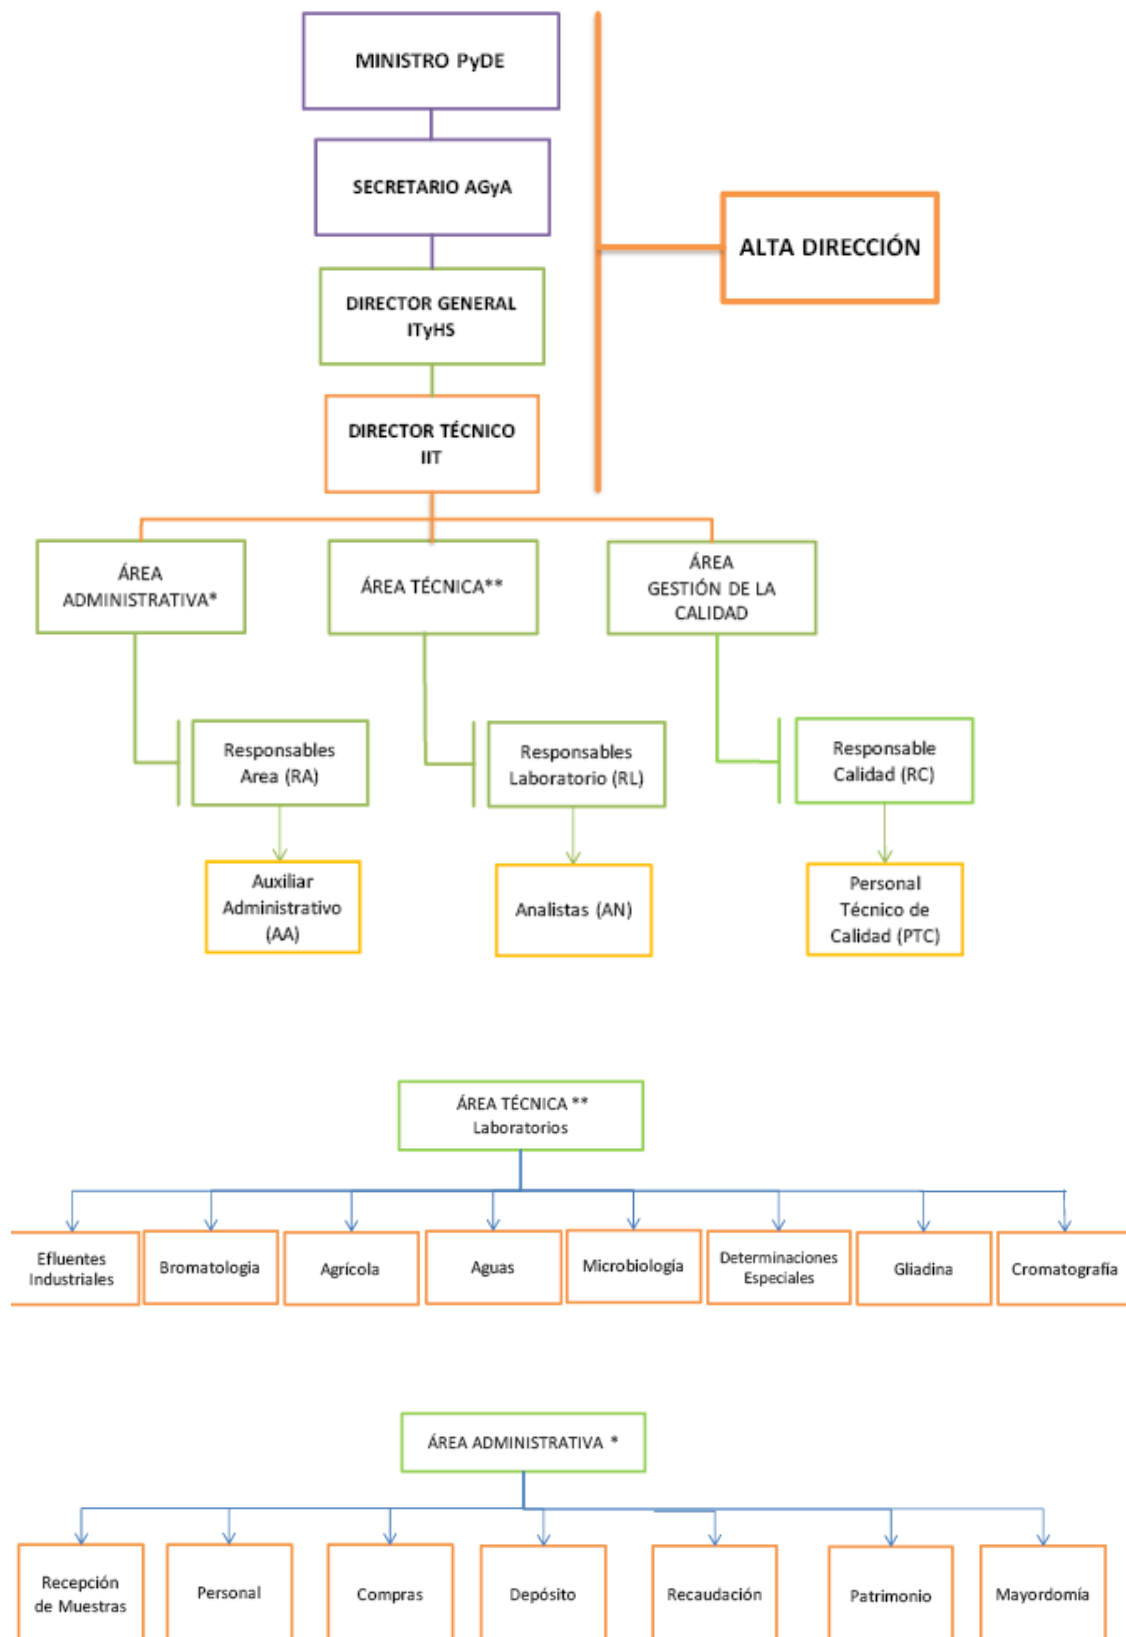 MINISTRO PyDE
SECRETARIO AGyA
ALTA DIRECCIÓN
DIRECTOR GENERAL
ITyHS
DIRECTOR TÉCNICO
IIT
ÁREA
ADMINISTRATIVA*
ÁREA TÉCNICA**
ÁREA
GESTIÓN DE LA
CALIDAD
Responsables
Area (RA)
Responsables
Laboratorio (RL)
Responsable
Calidad (RC)
Auxiliar
Administrativo
(AA)
Analistas (AN)
Personal
Técnico de
Calidad (PTC)
ÁREA TÉCNICA **
Laboratorios
Efluentes
Industriales
Bromatologia
Agrícola
Aguas
Microbiología
Determinaciones
Especiales
Gliadina
Cromatografía
ÁREA ADMINISTRATIVA *
Recepción
de Muestras
Personal
Compras
Depósito
Recaudación
Patrimonio
Mayordomía